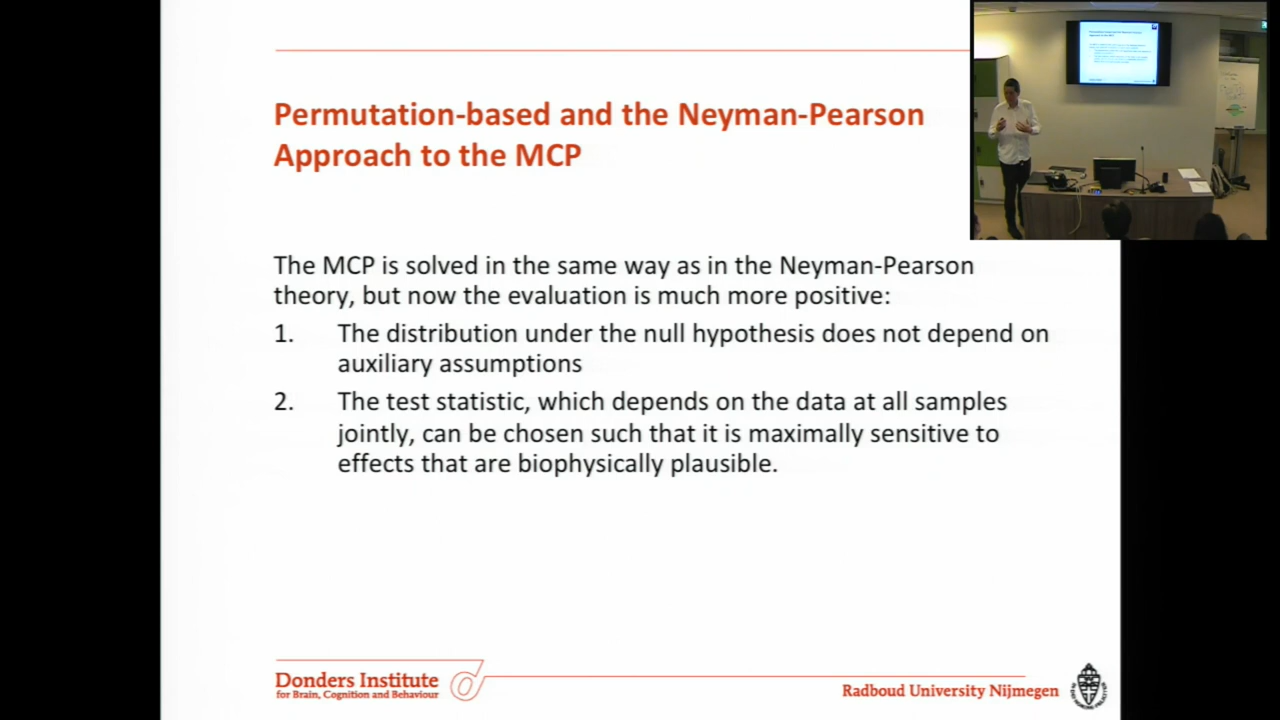 Permutation-based and the Neyman-Pearson
Approach to the MCP
The MCP is solved in the same way as in the Neyman-Pearson
theory, but now the evaluation is much more positive:
1. The distribution under the null hypothesis does not depend on
auxiliary assumptions
2. The test statistic, which depends on the data at all samples
jointly, can be chosen such that it is maximally sensitive to
effects that are biophysically plausible.
Donders Institute
for Brain, Cognition and Behaviour
Radboud University Nijmegen